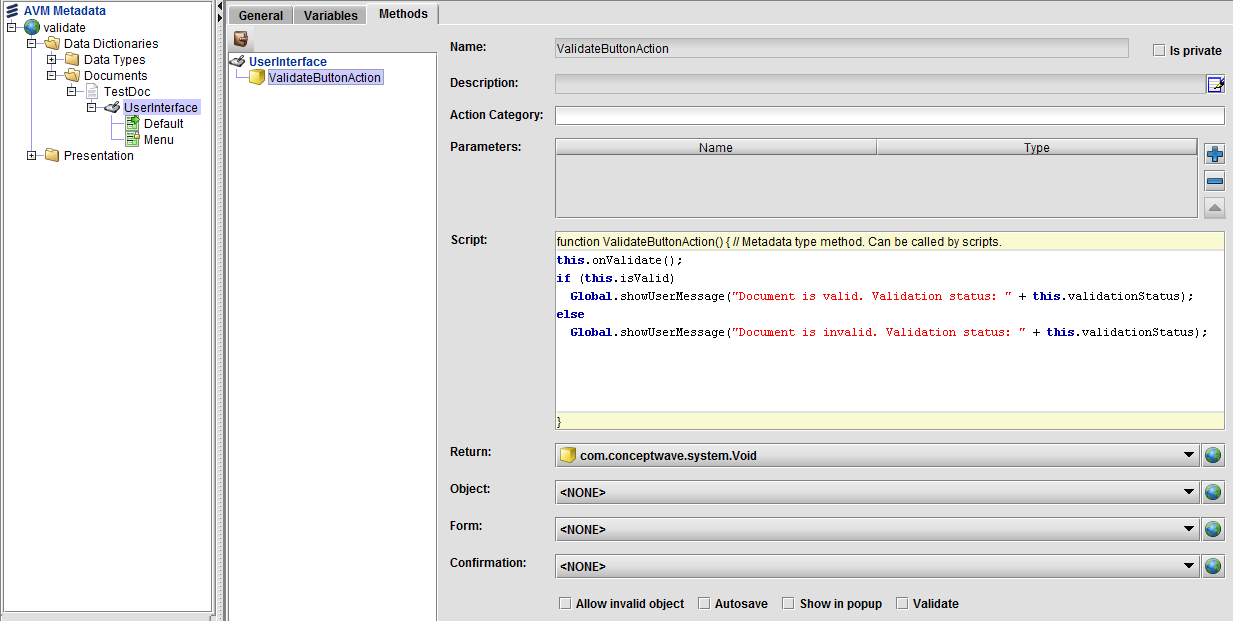 AVM Metadata
validate
Data Dictionaries
Data Types
Documents
TestDoc
UserInterface
Default
Menu
Presentation
General Variables Methods
UserInterface
ValidateButtonAction
Name: ValidateButtonAction Is private
Description:
Action Category:
Parameters: Name Type
Script: function ValidateButtonAction() { // Metadata type method. Can be called by scripts.
this.onValidate();
if (this.isValid)
Global.showUserMessage("Document is valid. Validation status: " + this.validationStatus);
else
Global.showUserMessage("Document is invalid. Validation status: " + this.validationStatus);
}
Return: com.conceptwave.system.Void
Object: <NONE>
Form: <NONE>
Confirmation: <NONE>
Allow invalid object Autosave Show in popup Validate